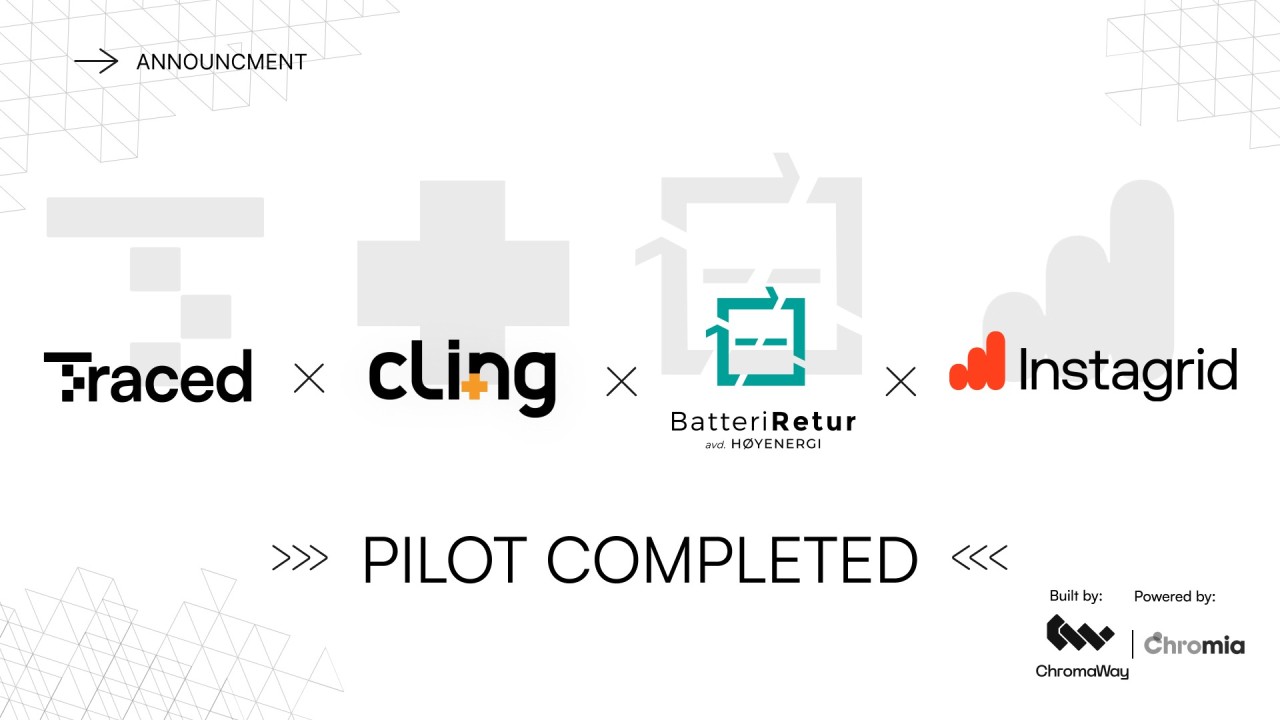 ANNOUNCMENT
Traced × cling × BatteriRetur × Instagrid
avd. HØYENERGI
>>> PILOT COMPLETED <<<
Built by: Powered by:
ChromaWay | Chromia